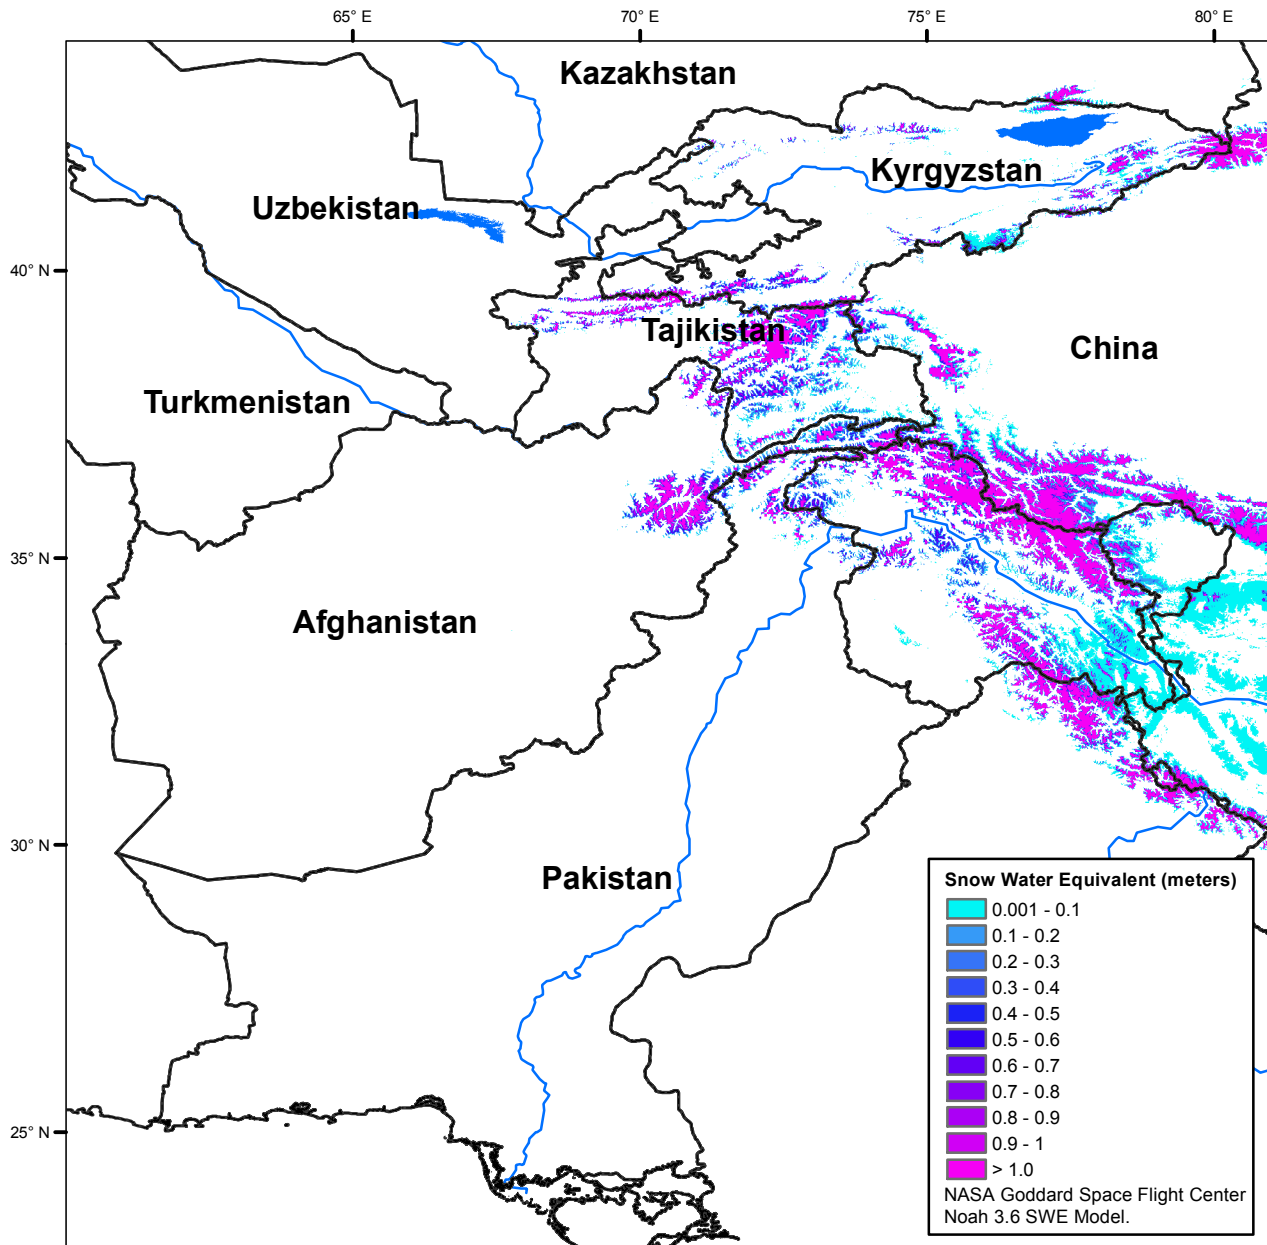 65° E
70° E
75° E
80° E
Kazakhstan
Kyrgyzstan
Uzbekistan
40° N
Tajikistan
China
Turkmenistan
35° N
Afghanistan
30° N
Pakistan
25° N
Snow Water Equivalent (meters)
0.001 - 0.1
0.1 - 0.2
0.2 - 0.3
0.3 - 0.4
0.4 - 0.5
0.5 - 0.6
0.6 - 0.7
0.7 - 0.8
0.8 - 0.9
0.9 - 1
> 1.0
NASA Goddard Space Flight Center
Noah 3.6 SWE Model.